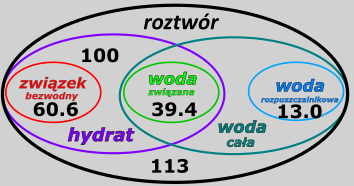 roztwór
100
związek
bezwodny
60.6
woda
związana
39.4
woda
rozpuszczalnikowa
13.0
hydrat
woda
cała
113